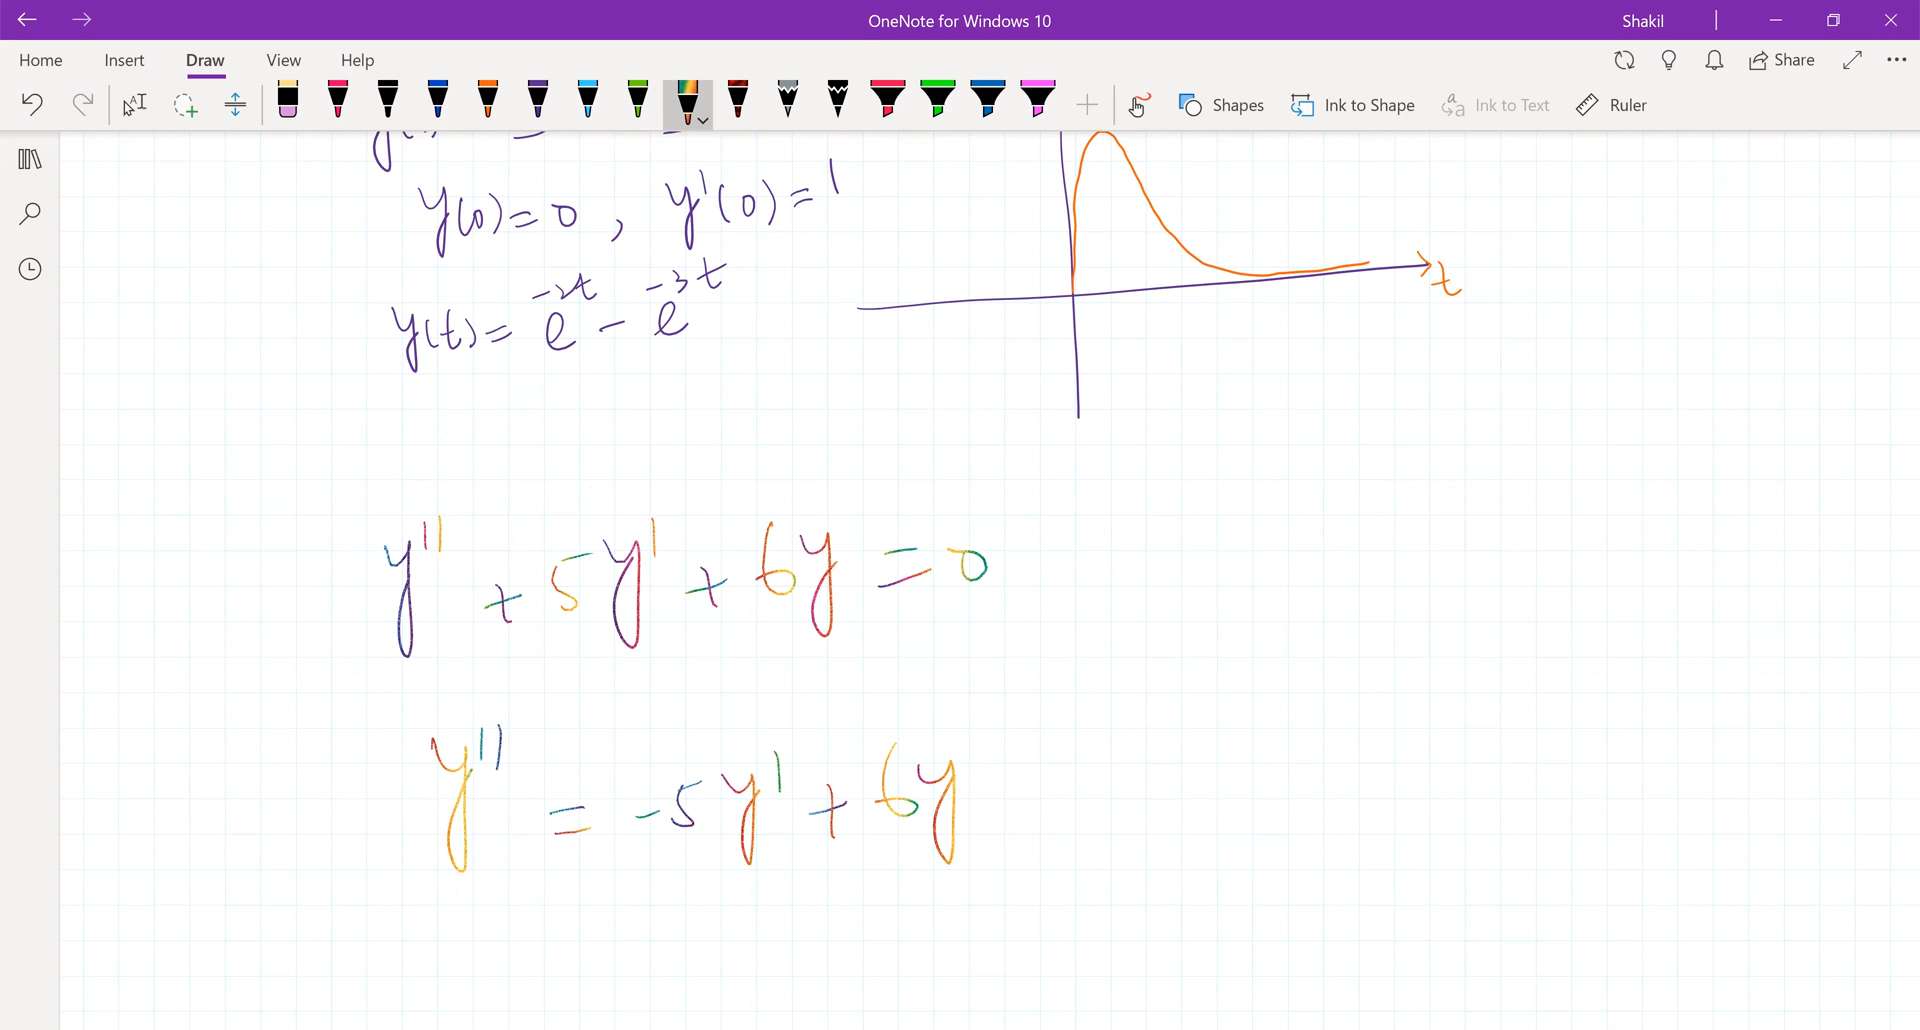 OneNote for Windows 10
Shakil
Home Insert Draw View Help
Share
Shapes Ink to Shape Ink to Text Ruler
y(0) = 0 , y'(0) = 1
y(t) = e^{-2t} - e^{-3t}
t
y'' + 5y' + 6y = 0
y'' = -5y' + 6y